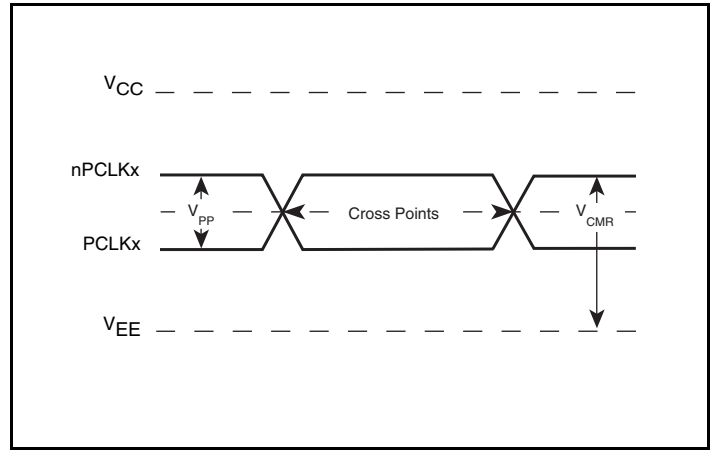 VCC
nPCLKx
VPP
Cross Points
VCMR
PCLKx
VEE